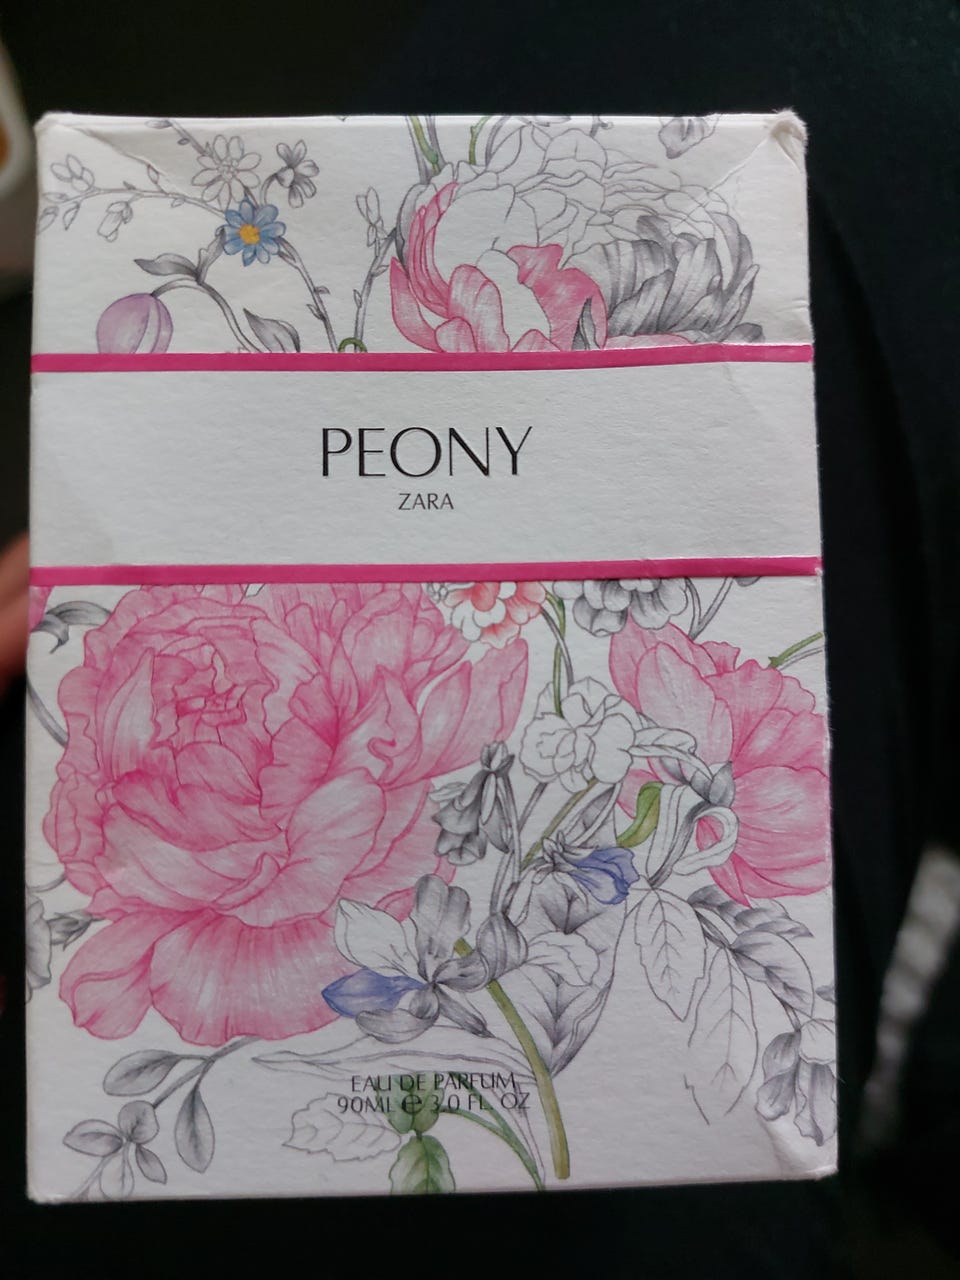 PEONY
ZARA
EAU DE PARFUM
90ML ℮ 3.0 FL. OZ